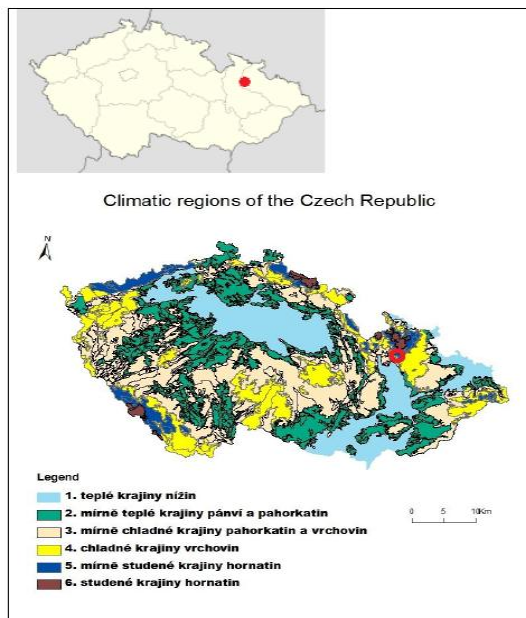 Climatic regions of the Czech Republic
N
Legend
1. teplé krajiny nížin
2. mírně teplé krajiny pánví a pahorkatin
3. mírně chladné krajiny pahorkatin a vrchovin
4. chladné krajiny vrchovin
5. mírně studené krajiny hornatin
6. studené krajiny hornatin
0 5 10Km